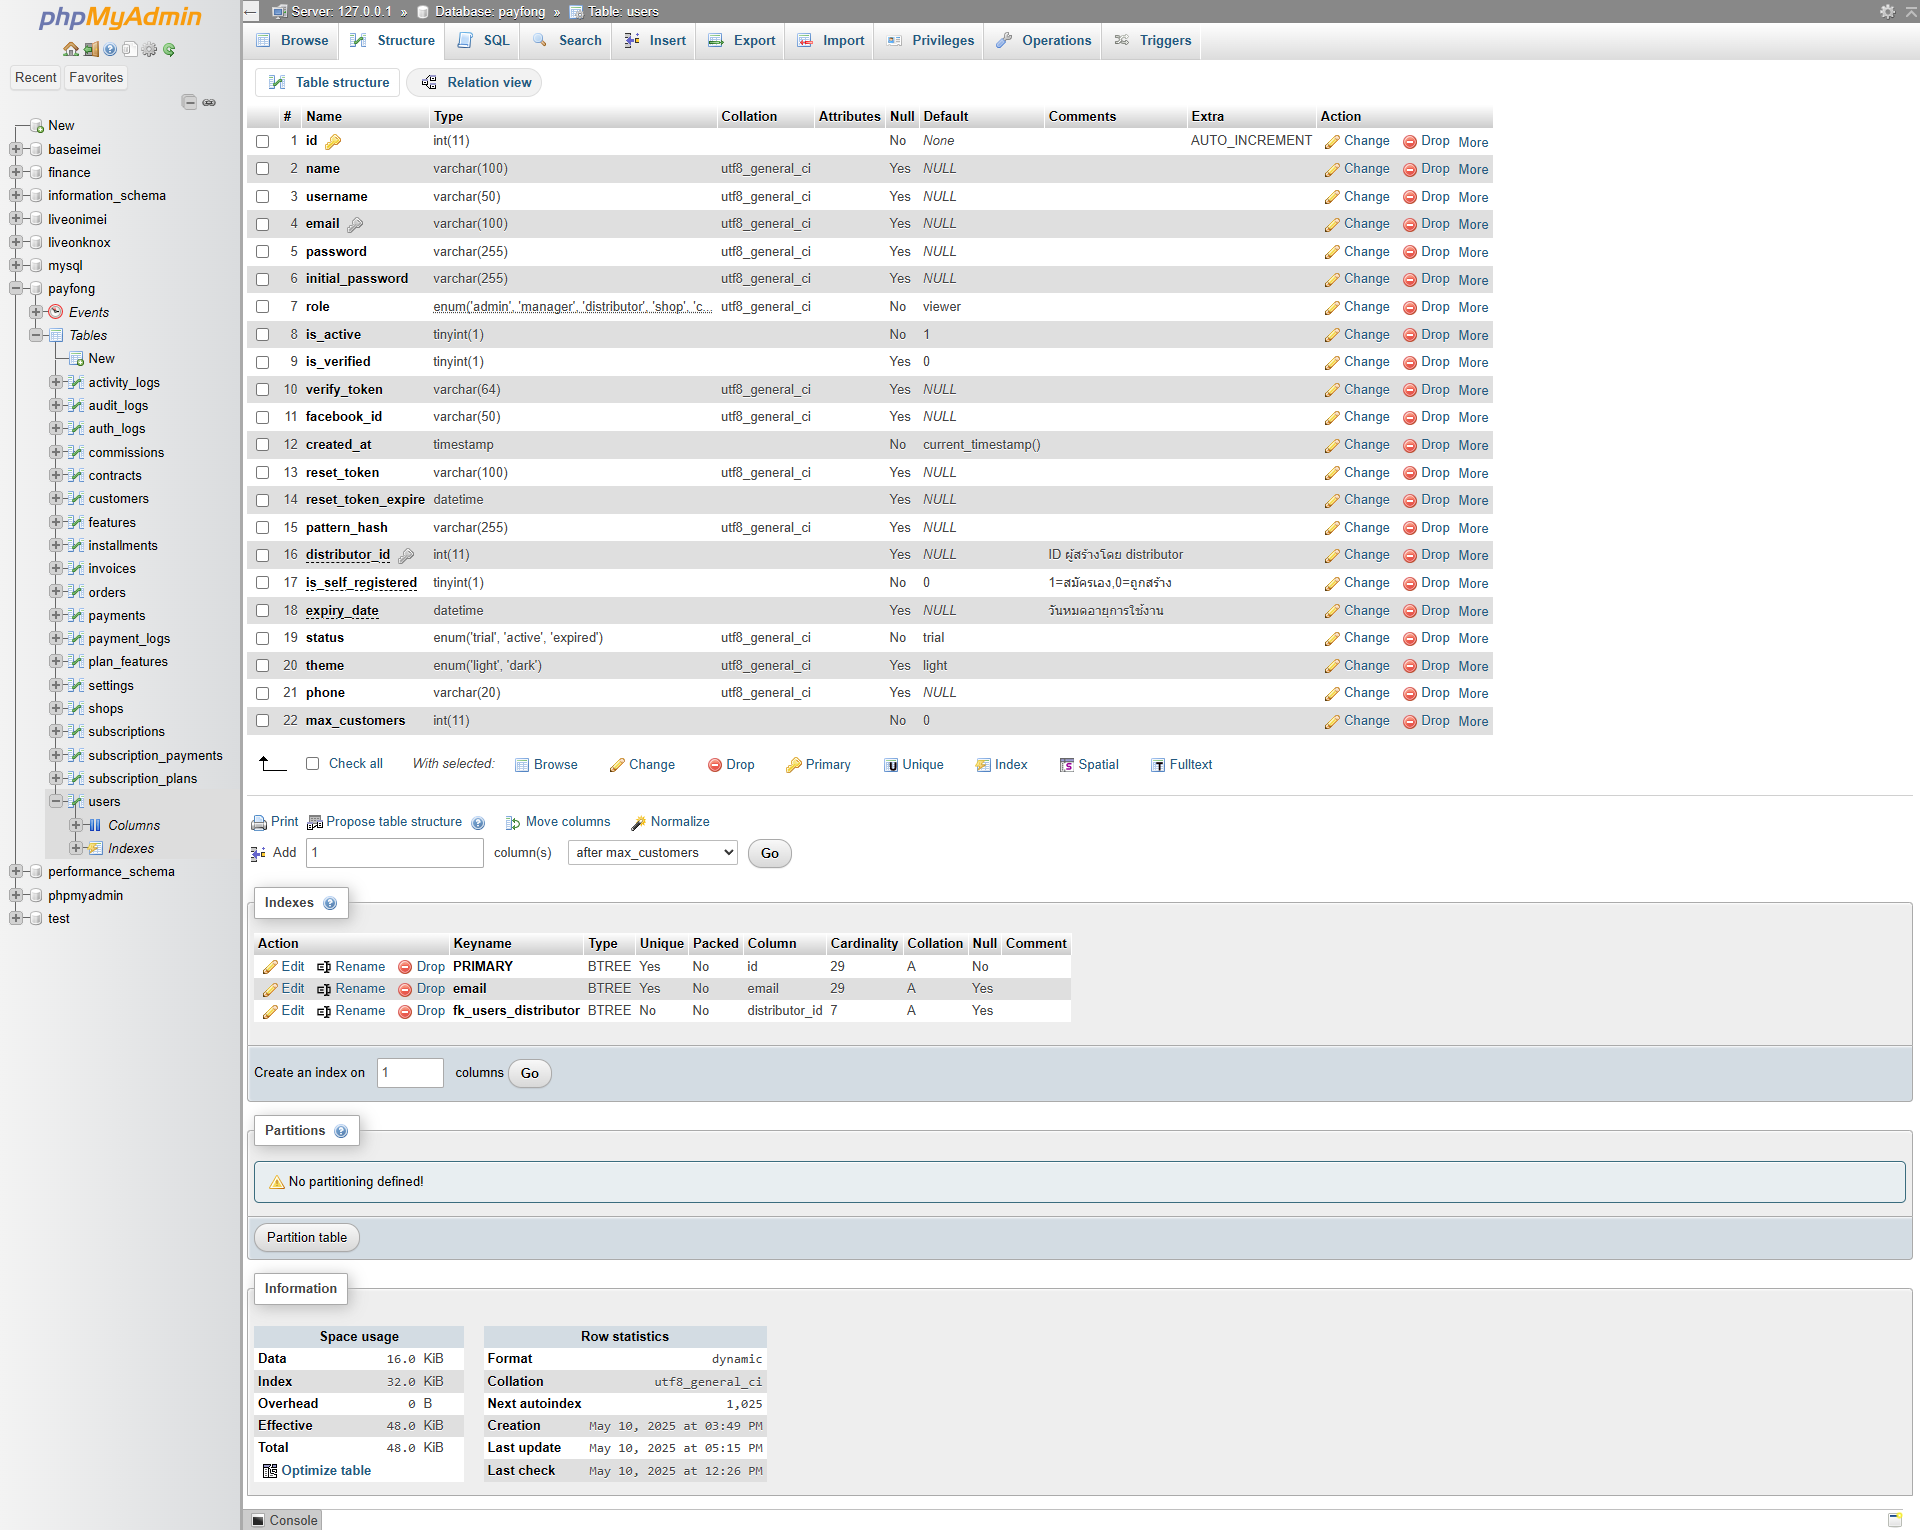 phpMyAdmin
Recent Favorites
New
baseimei
finance
information_schema
liveonimei
liveonknox
mysql
payfong
Events
Tables
New
activity_logs
audit_logs
auth_logs
commissions
contracts
customers
features
installments
invoices
orders
payments
payment_logs
plan_features
settings
shops
subscriptions
subscription_payments
subscription_plans
users
Columns
Indexes
performance_schema
phpmyadmin
test
Server: 127.0.0.1 » Database: payfong » Table: users
Browse Structure SQL Search Insert Export Import Privileges Operations Triggers
Table structure Relation view
# Name Type Collation Attributes Null Default Comments Extra Action
1 id int(11) No None AUTO_INCREMENT Change Drop More
2 name varchar(100) utf8_general_ci Yes NULL Change Drop More
3 username varchar(50) utf8_general_ci Yes NULL Change Drop More
4 email varchar(100) utf8_general_ci Yes NULL Change Drop More
5 password varchar(255) utf8_general_ci Yes NULL Change Drop More
6 initial_password varchar(255) utf8_general_ci Yes NULL Change Drop More
7 role enum('admin', 'manager', 'distributor', 'shop', 'c... utf8_general_ci No viewer Change Drop More
8 is_active tinyint(1) No 1 Change Drop More
9 is_verified tinyint(1) Yes 0 Change Drop More
10 verify_token varchar(64) utf8_general_ci Yes NULL Change Drop More
11 facebook_id varchar(50) utf8_general_ci Yes NULL Change Drop More
12 created_at timestamp No current_timestamp() Change Drop More
13 reset_token varchar(100) utf8_general_ci Yes NULL Change Drop More
14 reset_token_expire datetime Yes NULL Change Drop More
15 pattern_hash varchar(255) utf8_general_ci Yes NULL Change Drop More
16 distributor_id int(11) Yes NULL ID ผู้สร้างโดย distributor Change Drop More
17 is_self_registered tinyint(1) No 0 1=สมัครเอง,0=ถูกสร้าง Change Drop More
18 expiry_date datetime Yes NULL วันหมดอายุการใช้งาน Change Drop More
19 status enum('trial', 'active', 'expired') utf8_general_ci No trial Change Drop More
20 theme enum('light', 'dark') utf8_general_ci Yes light Change Drop More
21 phone varchar(20) utf8_general_ci Yes NULL Change Drop More
22 max_customers int(11) No 0 Change Drop More
Check all With selected: Browse Change Drop Primary Unique Index Spatial Fulltext
Print Propose table structure Move columns Normalize
Add 1 column(s) after max_customers Go
Indexes
Action Keyname Type Unique Packed Column Cardinality Collation Null Comment
Edit Rename Drop PRIMARY BTREE Yes No id 29 A No
Edit Rename Drop email BTREE Yes No email 29 A Yes
Edit Rename Drop fk_users_distributor BTREE No No distributor_id 7 A Yes
Create an index on 1 columns Go
Partitions
No partitioning defined!
Partition table
Information
Space usage
Data 16.0 KiB
Index 32.0 KiB
Overhead 0 B
Effective 48.0 KiB
Total 48.0 KiB
Optimize table
Row statistics
Format dynamic
Collation utf8_general_ci
Next autoindex 1,025
Creation May 10, 2025 at 03:49 PM
Last update May 10, 2025 at 05:15 PM
Last check May 10, 2025 at 12:26 PM
Console